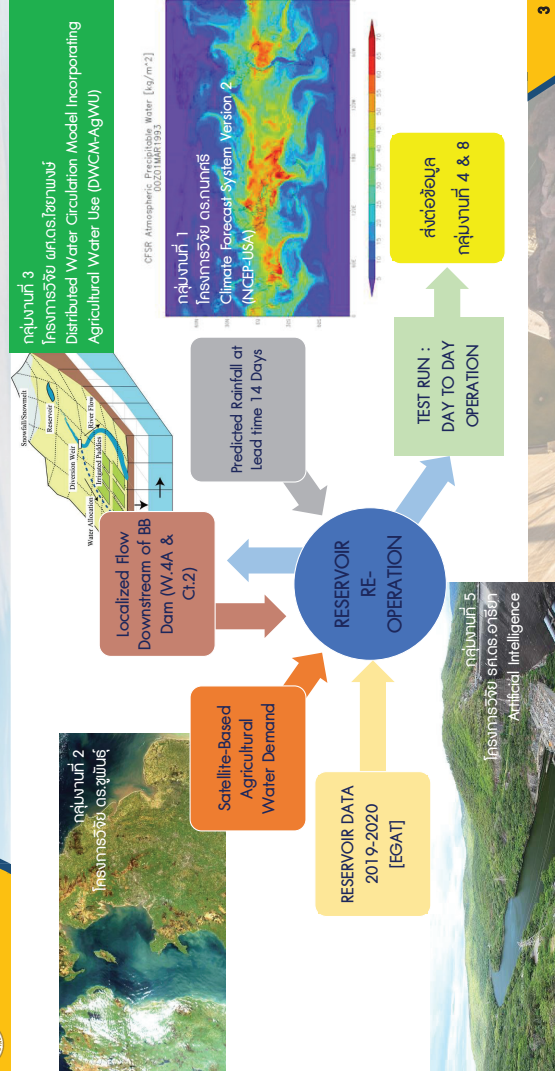 กลุ่มงานที่ 2
โครงการวิจัย ดร.ชูพันธุ์
Snowfall/Snowmelt
Reservoir
Diversion Weir
River Flow
Water Allocation
Irrigated Paddies
กลุ่มงานที่ 3
โครงการวิจัย ผศ.ดร.ไชยาพงษ์
Distributed Water Circulation Model Incorporating
Agricultural Water Use (DWCM-AgWU)
CFSR Atmospheric Precipitable Water [kg/m^2]
00Z01MAR1993
กลุ่มงานที่ 1
โครงการวิจัย ดร.กนกศรี
Climate Forecast System Version 2
(NCEP-USA)
Satellite-Based
Agricultural
Water Demand
Localized Flow
Downstream of BB
Dam (W.4A &
Ct.2)
Predicted Rainfall at
Lead time 14 Days
RESERVOIR DATA
2019-2020
[EGAT]
RESERVOIR
RE-
OPERATION
TEST RUN :
DAY TO DAY
OPERATION
ส่งต่อข้อมูล
กลุ่มงานที่ 4 & 8
กลุ่มงานที่ 5
โครงการวิจัย รศ.ดร.อารียา
Artificial Intelligence
3